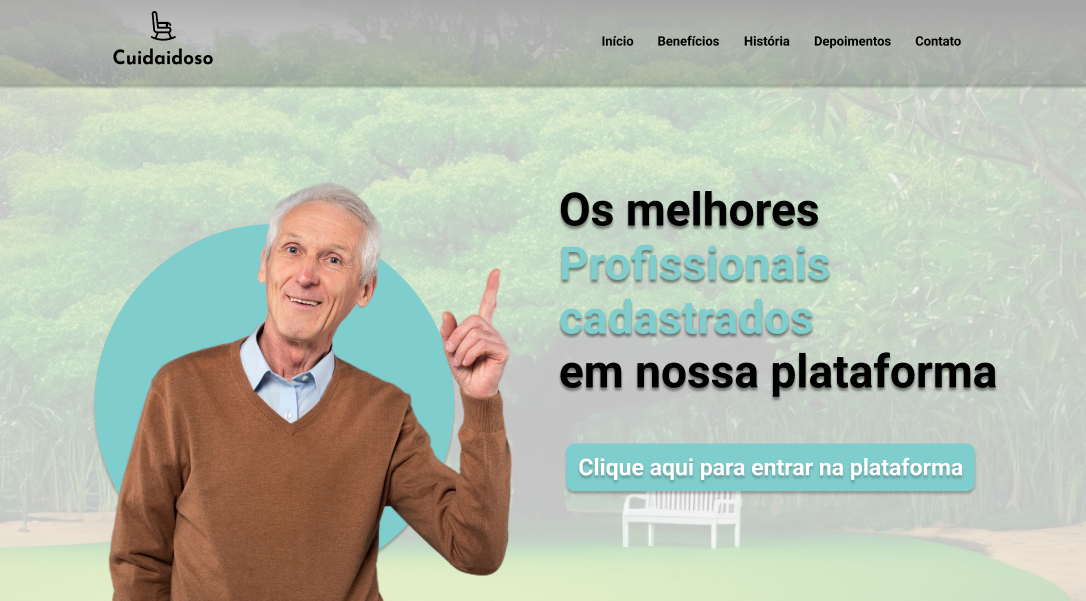 Cuidaidoso
Início Benefícios História Depoimentos Contato
Os melhores
Profissionais
cadastrados
em nossa plataforma
Clique aqui para entrar na plataforma